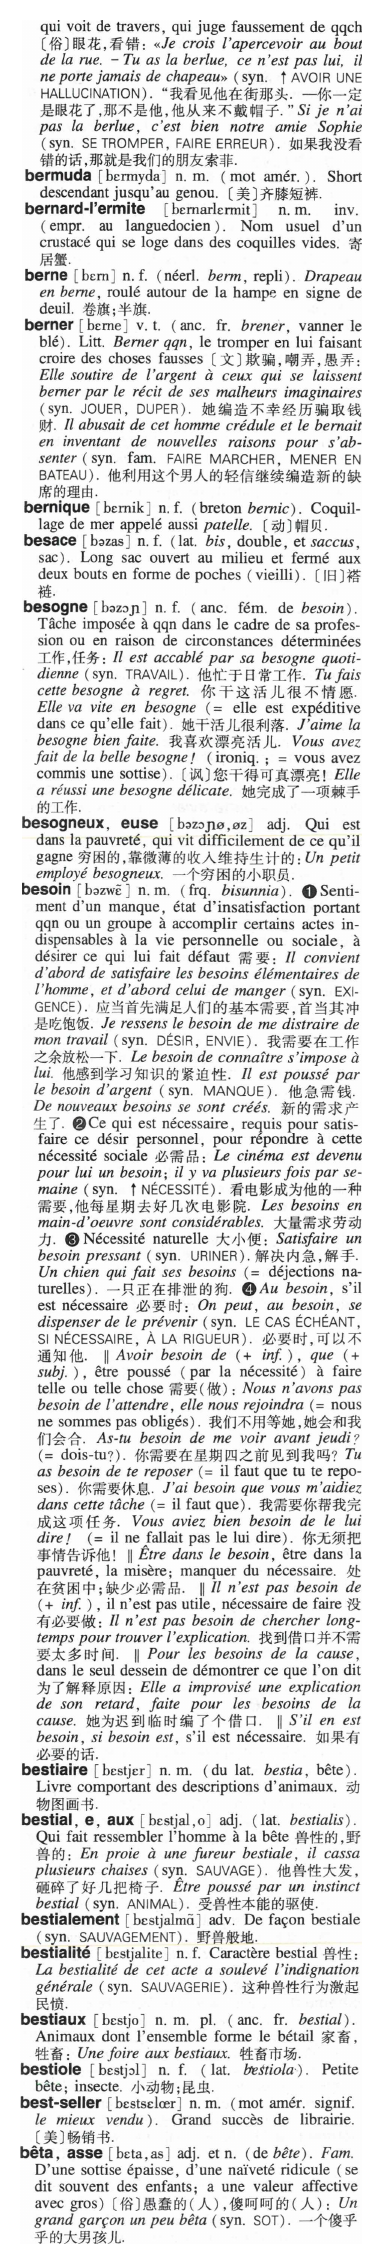 qui voit de travers, qui juge faussement de qqch
〔俗〕眼花,看错: «Je crois l'apercevoir au bout
de la rue. – Tu as la berlue, ce n'est pas lui, il
ne porte jamais de chapeau» (syn. ↑ AVOIR UNE
HALLUCINATION). “我看见他在街那头. —你一定
是眼花了,那不是他,他从来不戴帽子.” Si je n'ai
pas la berlue, c'est bien notre amie Sophie
(syn. SE TROMPER, FAIRE ERREUR). 如果我没看
错的话,那就是我们的朋友索菲.
bermuda [bɛrmyda] n. m. (mot amér.). Short
descendant jusqu'au genou. 〔美〕齐膝短裤.
bernard-l'ermite [bɛrnarlɛrmit] n. m. inv.
(empr. au languedocien). Nom usuel d'un
crustacé qui se loge dans des coquilles vides. 寄
居蟹.
berne [bɛrn] n. f. (néerl. berm, repli). Drapeau
en berne, roulé autour de la hampe en signe de
deuil. 卷旗;半旗.
berner [bɛrne] v. t. (anc. fr. brener, vanner le
blé). Litt. Berner qqn, le tromper en lui faisant
croire des choses fausses 〔文〕欺骗,嘲弄,愚弄:
Elle soutire de l'argent à ceux qui se laissent
berner par le récit de ses malheurs imaginaires
(syn. JOUER, DUPER). 她编造不幸经历骗取钱
财. Il abusait de cet homme crédule et le bernait
en inventant de nouvelles raisons pour s'ab-
senter (syn. fam. FAIRE MARCHER, MENER EN
BATEAU). 他利用这个男人的轻信继续编造新的缺
席的理由.
bernique [bɛrnik] n. f. (breton bernic). Coquil-
lage de mer appelé aussi patelle. 〔动〕帽贝.
besace [bəzas] n. f. (lat. bis, double, et saccus,
sac). Long sac ouvert au milieu et fermé aux
deux bouts en forme de poches (vieilli). 〔旧〕褡
裢.
besogne [bəzɔɲ] n. f. (anc. fém. de besoin).
Tâche imposée à qqn dans le cadre de sa profes-
sion ou en raison de circonstances déterminées
工作,任务: Il est accablé par sa besogne quoti-
dienne (syn. TRAVAIL). 他忙于日常工作. Tu fais
cette besogne à regret. 你干这活儿很不情愿.
Elle va vite en besogne (= elle est expéditive
dans ce qu'elle fait). 她干活儿很利落. J'aime la
besogne bien faite. 我喜欢漂亮活儿. Vous avez
fait de la belle besogne! (ironiq. ; = vous avez
commis une sottise). 〔讽〕您干得可真漂亮! Elle
a réussi une besogne délicate. 她完成了一项棘手
的工作.
besogneux, euse [bəzɔɲø,øz] adj. Qui est
dans la pauvreté, qui vit difficilement de ce qu'il
gagne 穷困的,靠微薄的收入维持生计的: Un petit
employé besogneux. 一个穷困的小职员.
besoin [bəzwɛ̃] n. m. (frq. bisunnia). ❶ Senti-
ment d'un manque, état d'insatisfaction portant
qqn ou un groupe à accomplir certains actes in-
dispensables à la vie personnelle ou sociale, à
désirer ce qui lui fait défaut 需要: Il convient
d'abord de satisfaire les besoins élémentaires de
l'homme, et d'abord celui de manger (syn. EXI-
GENCE). 应当首先满足人们的基本需要,首当其冲
是吃饱饭. Je ressens le besoin de me distraire de
mon travail (syn. DÉSIR, ENVIE). 我需要在工作
之余放松一下. Le besoin de connaître s'impose à
lui. 他感到学习知识的紧迫性. Il est poussé par
le besoin d'argent (syn. MANQUE). 他急需钱.
De nouveaux besoins se sont créés. 新的需求产
生了. ❷ Ce qui est nécessaire, requis pour satis-
faire ce désir personnel, pour répondre à cette
nécessité sociale 必需品: Le cinéma est devenu
pour lui un besoin; il y va plusieurs fois par se-
maine (syn. ↑ NÉCESSITÉ). 看电影成为他的一种
需要,他每星期去好几次电影院. Les besoins en
main-d'oeuvre sont considérables. 大量需求劳动
力. ❸ Nécessité naturelle 大小便: Satisfaire un
besoin pressant (syn. URINER). 解决内急,解手.
Un chien qui fait ses besoins (= déjections na-
turelles). 一只正在排泄的狗. ❹ Au besoin, s'il
est nécessaire 必要时: On peut, au besoin, se
dispenser de le prévenir (syn. LE CAS ÉCHÉANT,
SI NÉCESSAIRE, À LA RIGUEUR). 必要时,可以不
通知他. ‖ Avoir besoin de (+ inf.), que (+
subj.), être poussé (par la nécessité) à faire
telle ou telle chose 需要(做): Nous n'avons pas
besoin de l'attendre, elle nous rejoindra (= nous
ne sommes pas obligés). 我们不用等她,她会和我
们会合. As-tu besoin de me voir avant jeudi?
(= dois-tu?). 你需要在星期四之前见到我吗? Tu
as besoin de te reposer (= il faut que tu te repo-
ses). 你需要休息. J'ai besoin que vous m'aidiez
dans cette tâche (= il faut que). 我需要你帮我完
成这项任务. Vous aviez bien besoin de le lui
dire! (= il ne fallait pas le lui dire). 你无须把
事情告诉他! ‖ Être dans le besoin, être dans la
pauvreté, la misère; manquer du nécessaire. 处
在贫困中;缺少必需品. ‖ Il n'est pas besoin de
(+ inf.), il n'est pas utile, nécessaire de faire 没
有必要做: Il n'est pas besoin de chercher long-
temps pour trouver l'explication. 找到借口并不需
要太多时间. ‖ Pour les besoins de la cause,
dans le seul dessein de démontrer ce que l'on dit
为了解释原因: Elle a improvisé une explication
de son retard, faite pour les besoins de la
cause. 她为迟到临时编了个借口. ‖ S'il en est
besoin, si besoin est, s'il est nécessaire. 如果有
必要的话.
bestiaire [bɛstjɛr] n. m. (du lat. bestia, bête).
Livre comportant des descriptions d'animaux. 动
物图画书.
bestial, e, aux [bɛstjal,o] adj. (lat. bestialis).
Qui fait ressembler l'homme à la bête 兽性的,野
兽的: En proie à une fureur bestiale, il cassa
plusieurs chaises (syn. SAUVAGE). 他兽性大发,
砸碎了好几把椅子. Être poussé par un instinct
bestial (syn. ANIMAL). 受兽性本能的驱使.
bestialement [bɛstjalmɑ̃] adv. De façon bestiale
(syn. SAUVAGEMENT). 野兽般地.
bestialité [bɛstjalite] n. f. Caractère bestial 兽性:
La bestialité de cet acte a soulevé l'indignation
générale (syn. SAUVAGERIE). 这种兽性行为激起
民愤.
bestiaux [bɛstjo] n. m. pl. (anc. fr. bestial).
Animaux dont l'ensemble forme le bétail 家畜,
牲畜: Une foire aux bestiaux. 牲畜市场.
bestiole [bɛstjɔl] n. f. (lat. bestiola). Petite
bête; insecte. 小动物;昆虫.
best-seller [bɛstsɛlœr] n. m. (mot amér. signif.
le mieux vendu). Grand succès de librairie.
〔美〕畅销书.
bêta, asse [bɛta,as] adj. et n. (de bête). Fam.
D'une sottise épaisse, d'une naïveté ridicule (se
dit souvent des enfants; a une valeur affective
avec gros) 〔俗〕愚蠢的(人),傻呵呵的(人): Un
grand garçon un peu bêta (syn. SOT). 一个傻乎
乎的大男孩儿.